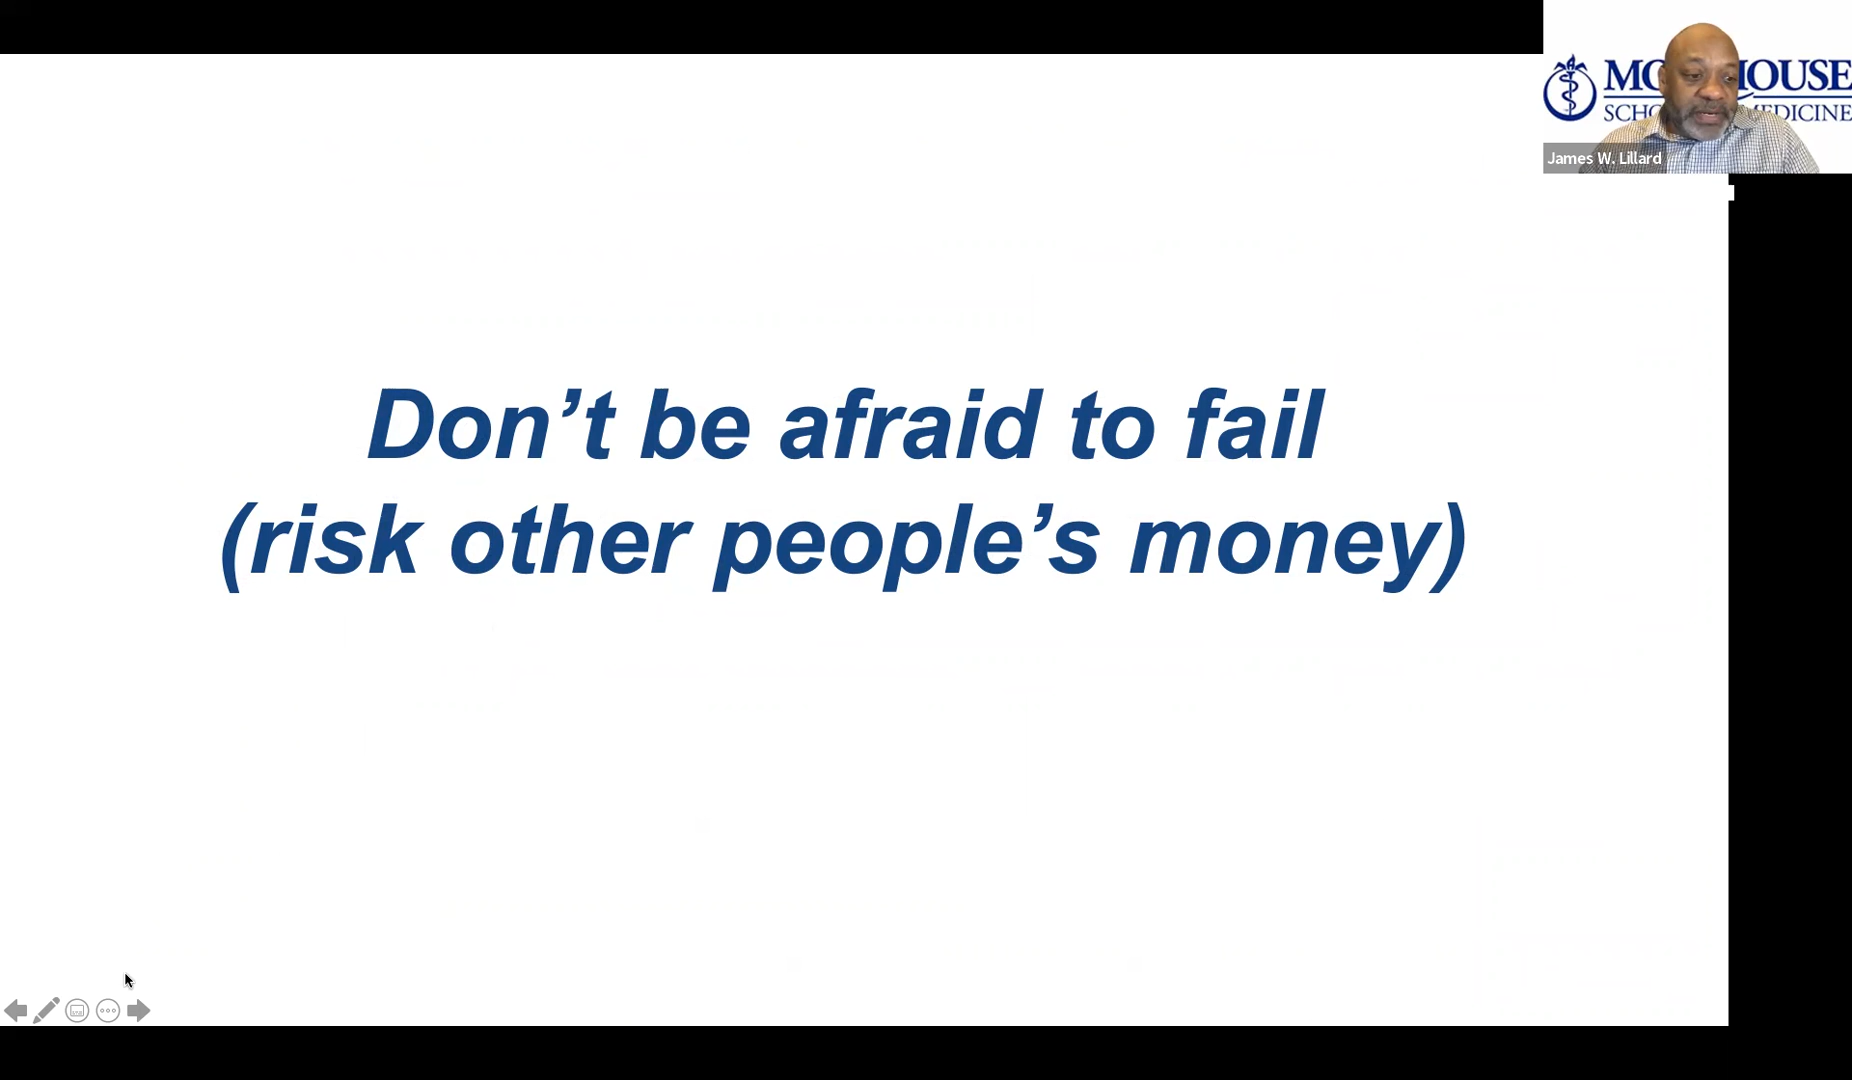 Don’t be afraid to fail
(risk other people’s money)
James W. Lillard